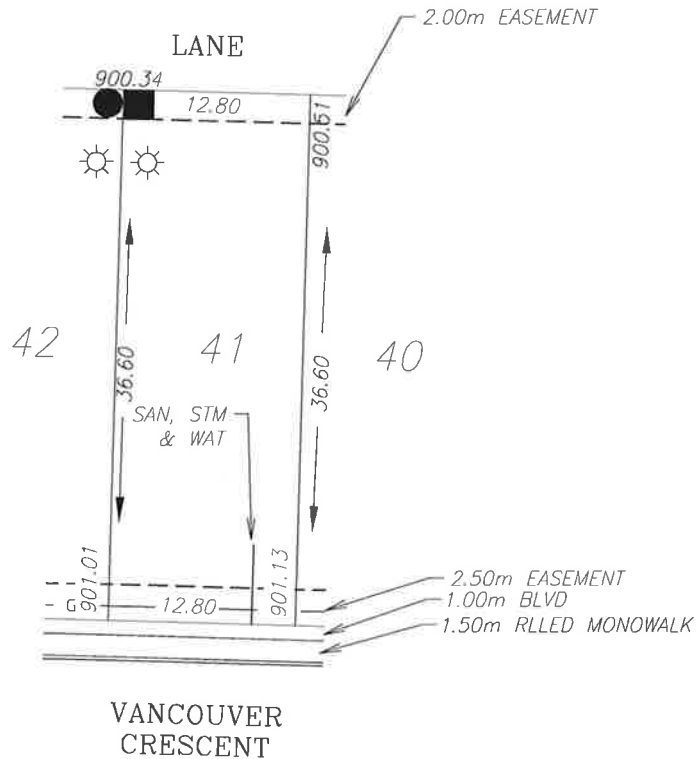 2.00m EASEMENT
LANE
900.34
12.80
900.51
42
41
40
36.60
36.60
SAN, STM
& WAT
901.01
901.13
G
12.80
2.50m EASEMENT
1.00m BLVD
1.50m RLLED MONOWALK
VANCOUVER
CRESCENT